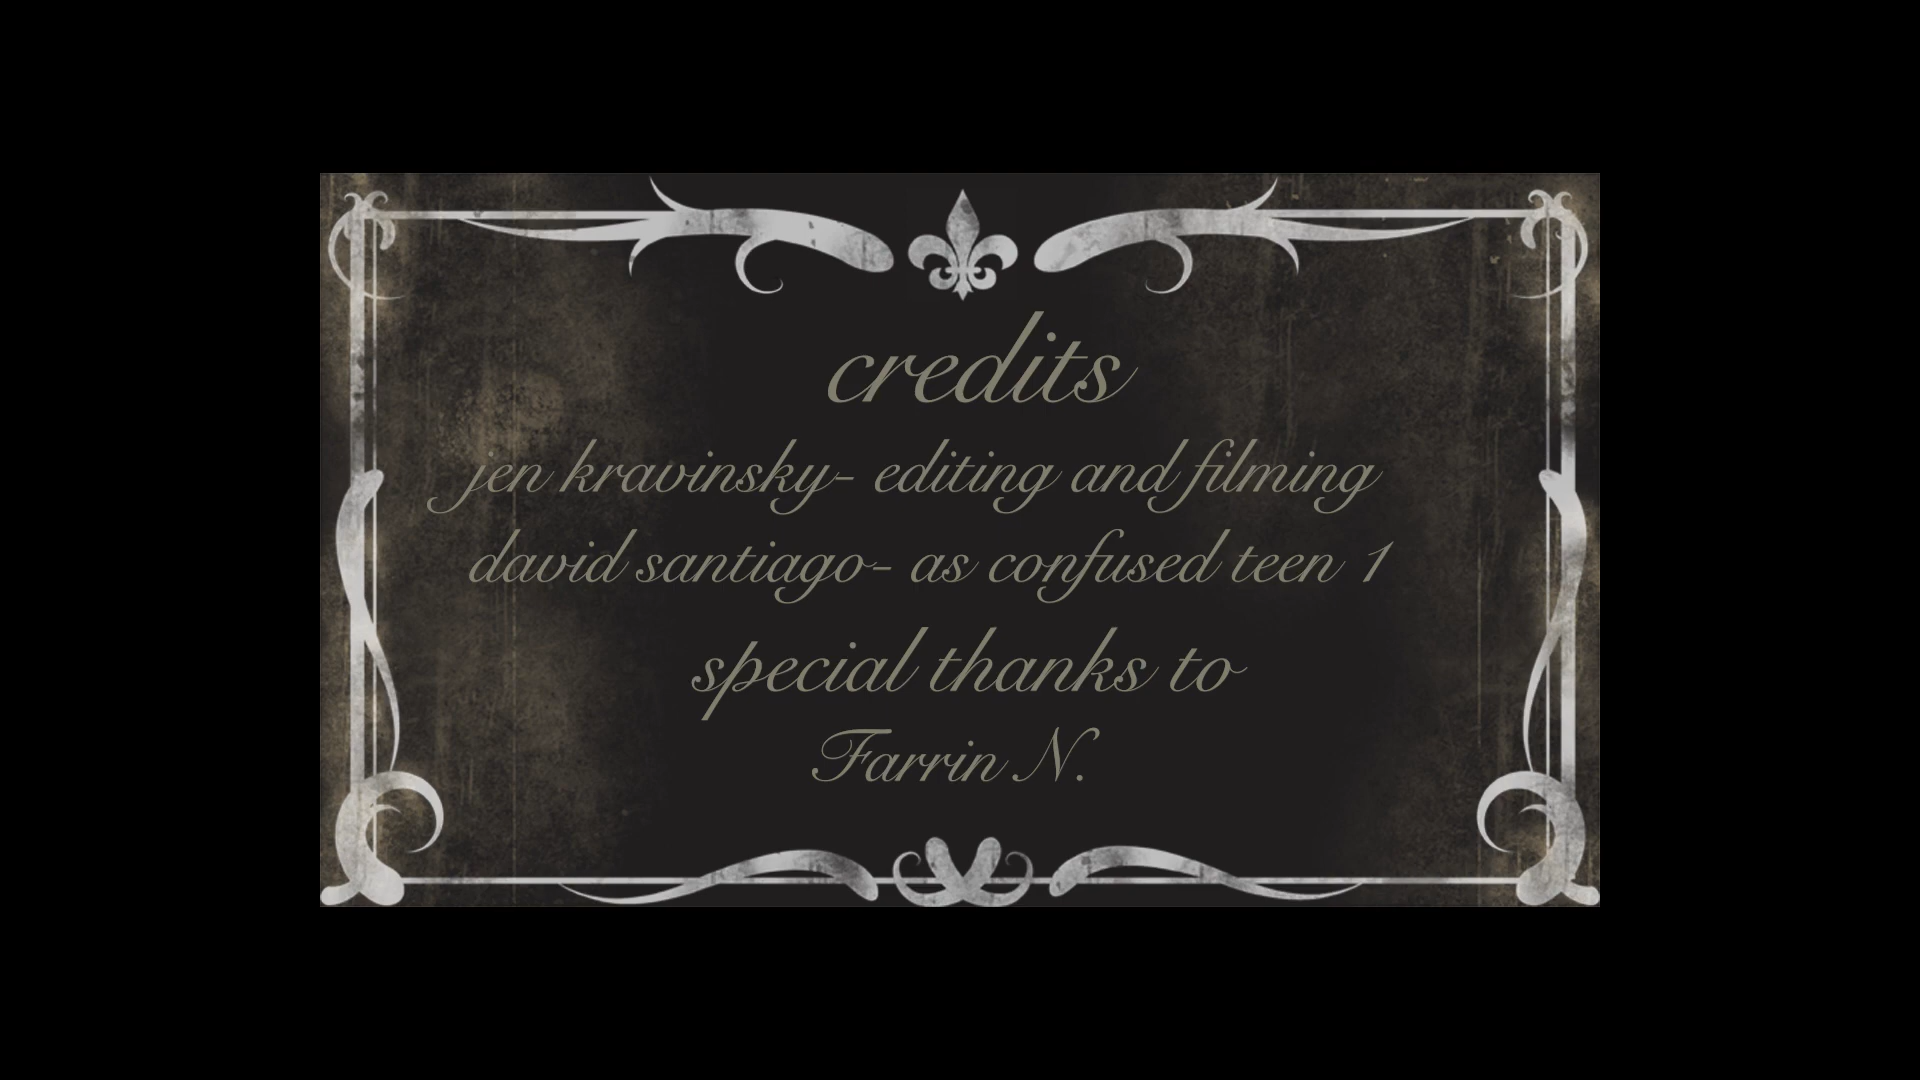 credits
jen kravinsky- editing and filming
david santiago- as confused teen 1
special thanks to
Farrin N.